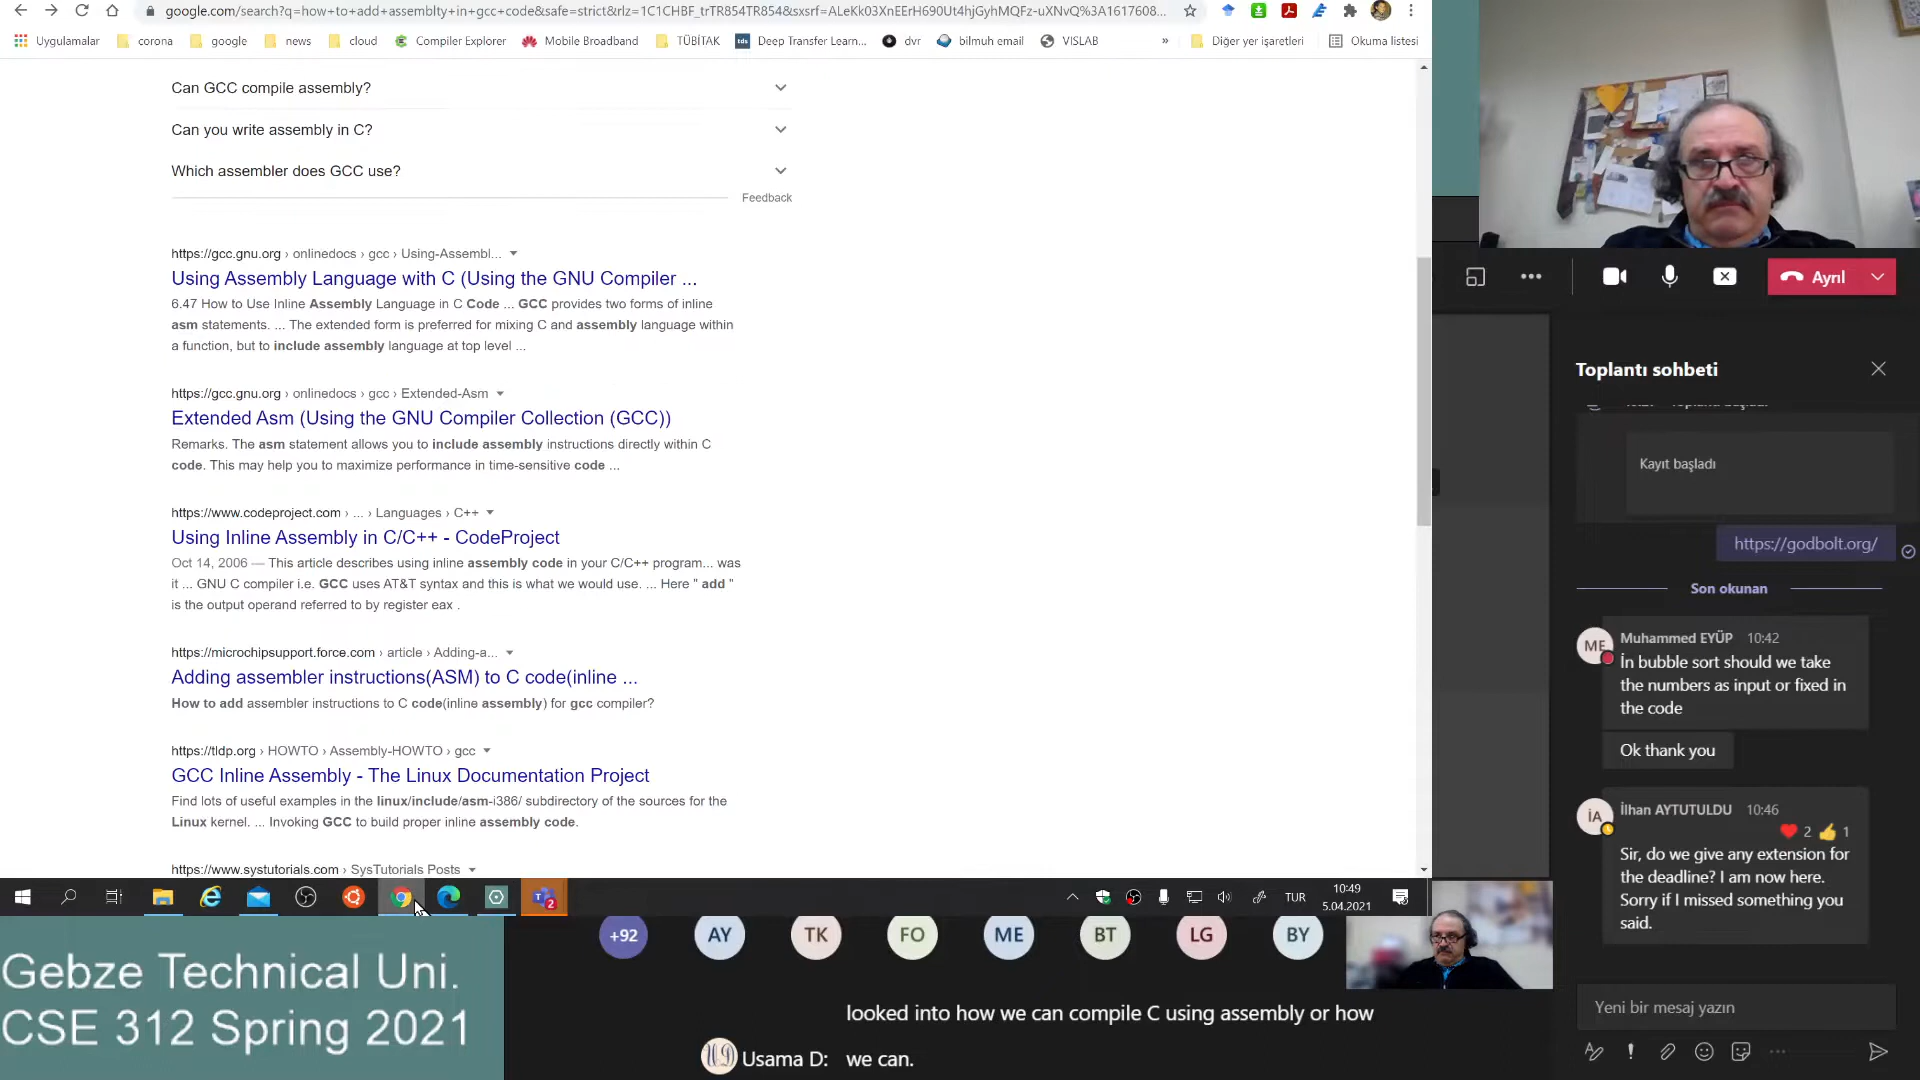 google.com/search?q=how+to+add+assemblty+in+gcc+code&safe=strict&rlz=1C1CHBF_trTR854TR854&sxsrf=ALeKk03XnEErH690Ut4hjGyhMQFz-uXNvQ%3A1617608...
Uygulamalar corona google news cloud Compiler Explorer Mobile Broadband TÜBİTAK Deep Transfer Learn... dvr bilmuh email VISLAB » Diğer yer işaretleri Okuma listesi
Can GCC compile assembly?
Can you write assembly in C?
Which assembler does GCC use?
Feedback
https://gcc.gnu.org › onlinedocs › gcc › Using-Assembl...
Using Assembly Language with C (Using the GNU Compiler ...
6.47 How to Use Inline Assembly Language in C Code ... GCC provides two forms of inline
asm statements. ... The extended form is preferred for mixing C and assembly language within
a function, but to include assembly language at top level ...
https://gcc.gnu.org › onlinedocs › gcc › Extended-Asm
Extended Asm (Using the GNU Compiler Collection (GCC))
Remarks. The asm statement allows you to include assembly instructions directly within C
code. This may help you to maximize performance in time-sensitive code ...
https://www.codeproject.com › ... › Languages › C++
Using Inline Assembly in C/C++ - CodeProject
Oct 14, 2006 — This article describes using inline assembly code in your C/C++ program... was
it ... GNU C compiler i.e. GCC uses AT&T syntax and this is what we would use. ... Here " add "
is the output operand referred to by register eax .
https://microchipsupport.force.com › article › Adding-a...
Adding assembler instructions(ASM) to C code(inline ...
How to add assembler instructions to C code(inline assembly) for gcc compiler?
https://tldp.org › HOWTO › Assembly-HOWTO › gcc
GCC Inline Assembly - The Linux Documentation Project
Find lots of useful examples in the linux/include/asm-i386/ subdirectory of the sources for the
Linux kernel. ... Invoking GCC to build proper inline assembly code.
https://www.systutorials.com › SysTutorials Posts
2
TUR
10:49
5.04.2021
Ayrıl
Toplantı sohbeti
Kayıt başladı
https://godbolt.org/
Son okunan
ME
Muhammed EYÜP 10:42
İn bubble sort should we take
the numbers as input or fixed in
the code
Ok thank you
İA
İlhan AYTUTULDU 10:46
2 1
Sir, do we give any extension for
the deadline? I am now here.
Sorry if I missed something you
said.
Yeni bir mesaj yazın
Gebze Technical Uni.
CSE 312 Spring 2021
+92 AY TK FO ME BT LG BY
looked into how we can compile C using assembly or how
Usama D: we can.